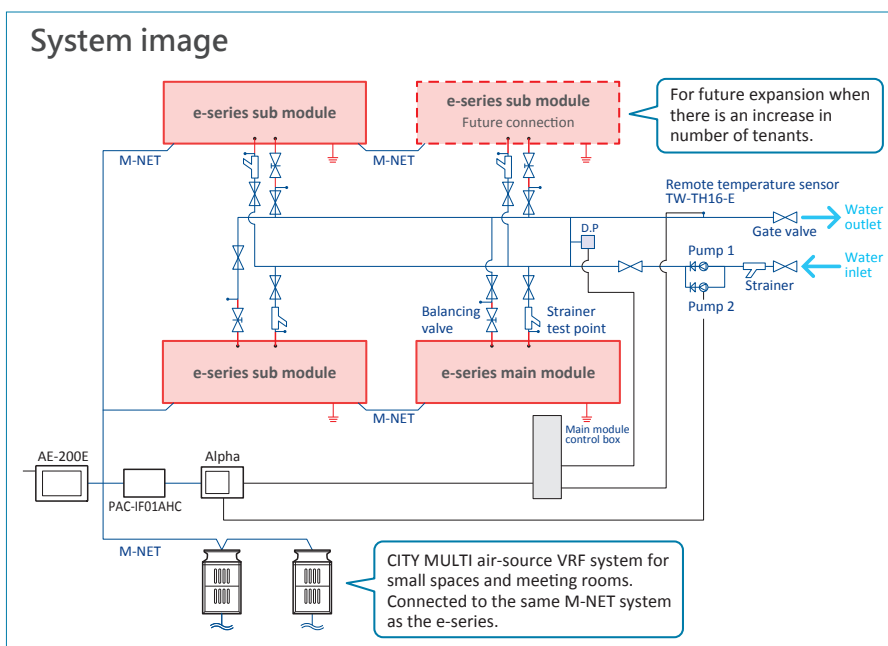 System image
e-series sub module
e-series sub module
Future connection
For future expansion when
there is an increase in
number of tenants.
M-NET
M-NET
Remote temperature sensor
TW-TH16-E
Water
outlet
Gate valve
D.P
Pump 1
Water
inlet
Strainer
Pump 2
Balancing
valve
Strainer
test point
e-series sub module
e-series main module
M-NET
Main module
control box
AE-200E
Alpha
PAC-IF01AHC
M-NET
CITY MULTI air-source VRF system for
small spaces and meeting rooms.
Connected to the same M-NET system
as the e-series.